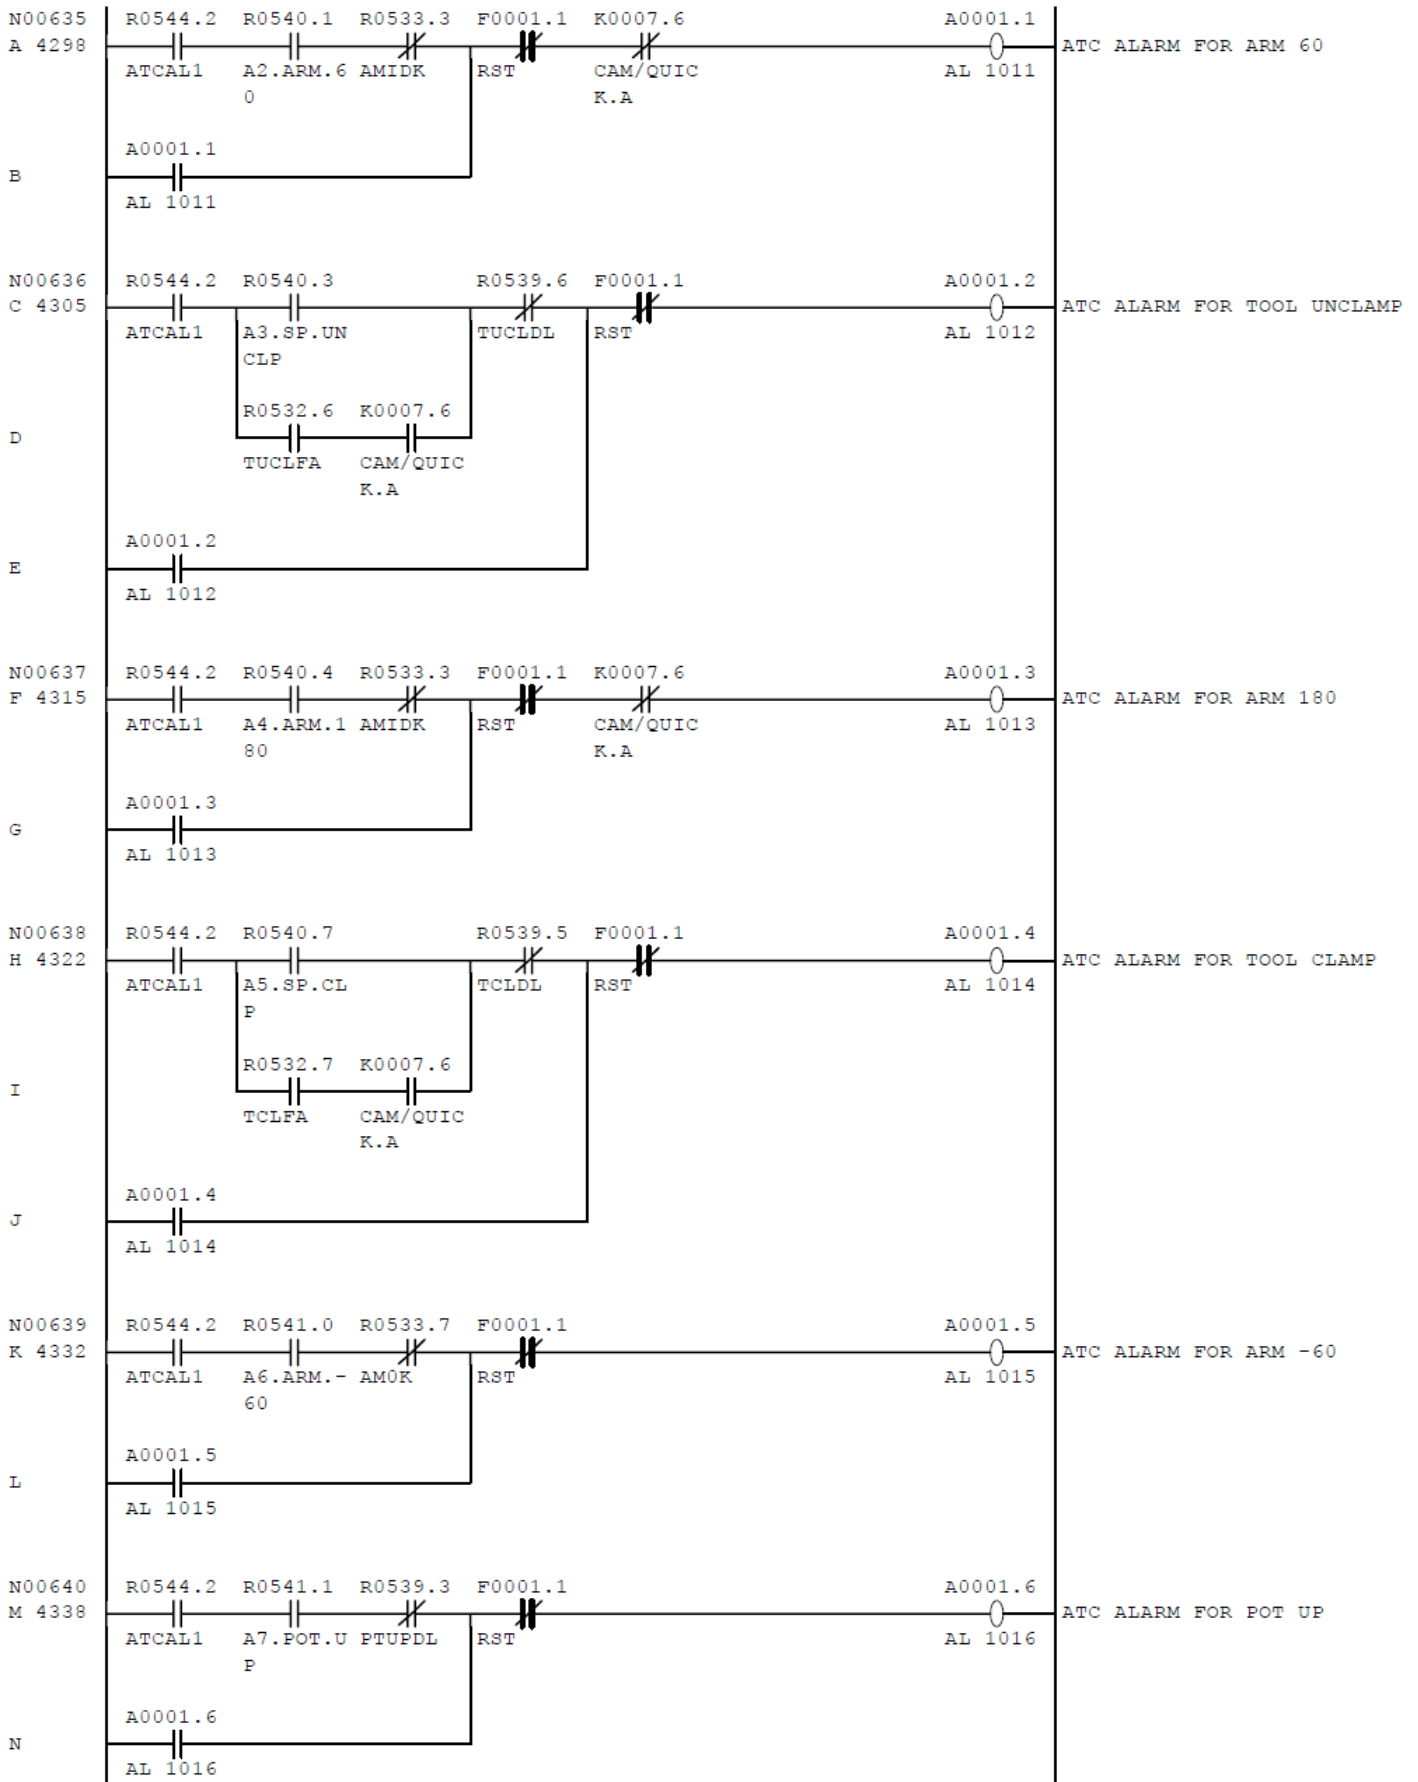 N00635 R0544.2 R0540.1 R0533.3 F0001.1 K0007.6 A0001.1
A 4298 ATC ALARM FOR ARM 60
ATCAL1 A2.ARM.6 AMIDK RST CAM/QUIC AL 1011
0 K.A
A0001.1
B
AL 1011
N00636 R0544.2 R0540.3 R0539.6 F0001.1 A0001.2
C 4305 ATC ALARM FOR TOOL UNCLAMP
ATCAL1 A3.SP.UN TUCLDL RST AL 1012
CLP
R0532.6 K0007.6
D
TUCLFA CAM/QUIC
K.A
A0001.2
E
AL 1012
N00637 R0544.2 R0540.4 R0533.3 F0001.1 K0007.6 A0001.3
F 4315 ATC ALARM FOR ARM 180
ATCAL1 A4.ARM.1 AMIDK RST CAM/QUIC AL 1013
80 K.A
A0001.3
G
AL 1013
N00638 R0544.2 R0540.7 R0539.5 F0001.1 A0001.4
H 4322 ATC ALARM FOR TOOL CLAMP
ATCAL1 A5.SP.CL TCLDL RST AL 1014
P
R0532.7 K0007.6
I
TCLFA CAM/QUIC
K.A
A0001.4
J
AL 1014
N00639 R0544.2 R0541.0 R0533.7 F0001.1 A0001.5
K 4332 ATC ALARM FOR ARM -60
ATCAL1 A6.ARM.- AM0K RST AL 1015
60
A0001.5
L
AL 1015
N00640 R0544.2 R0541.1 R0539.3 F0001.1 A0001.6
M 4338 ATC ALARM FOR POT UP
ATCAL1 A7.POT.U PTUPDL RST AL 1016
P
A0001.6
N
AL 1016